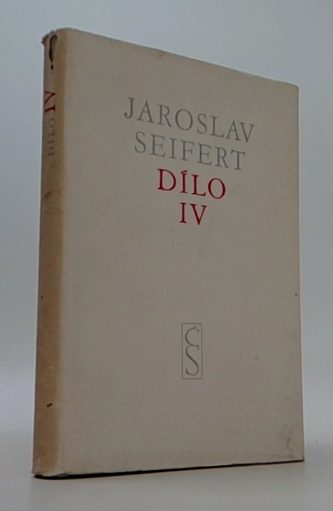 JAROSLAV
SEIFERT
DÍLO
IV
ČS
DÍLO IV